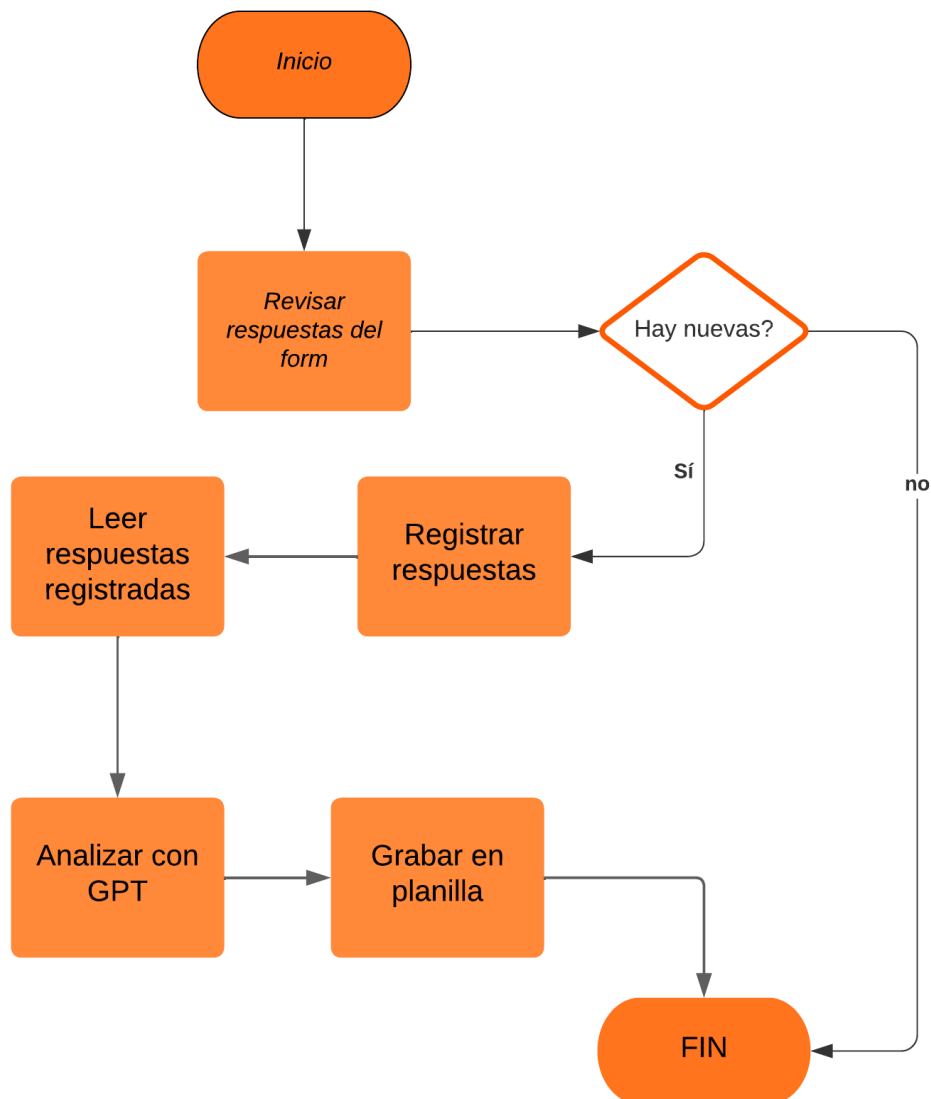 Inicio
Revisar
respuestas del
form
Hay nuevas?
Sí
no
Leer
respuestas
registradas
Registrar
respuestas
Analizar con
GPT
Grabar en
planilla
FIN